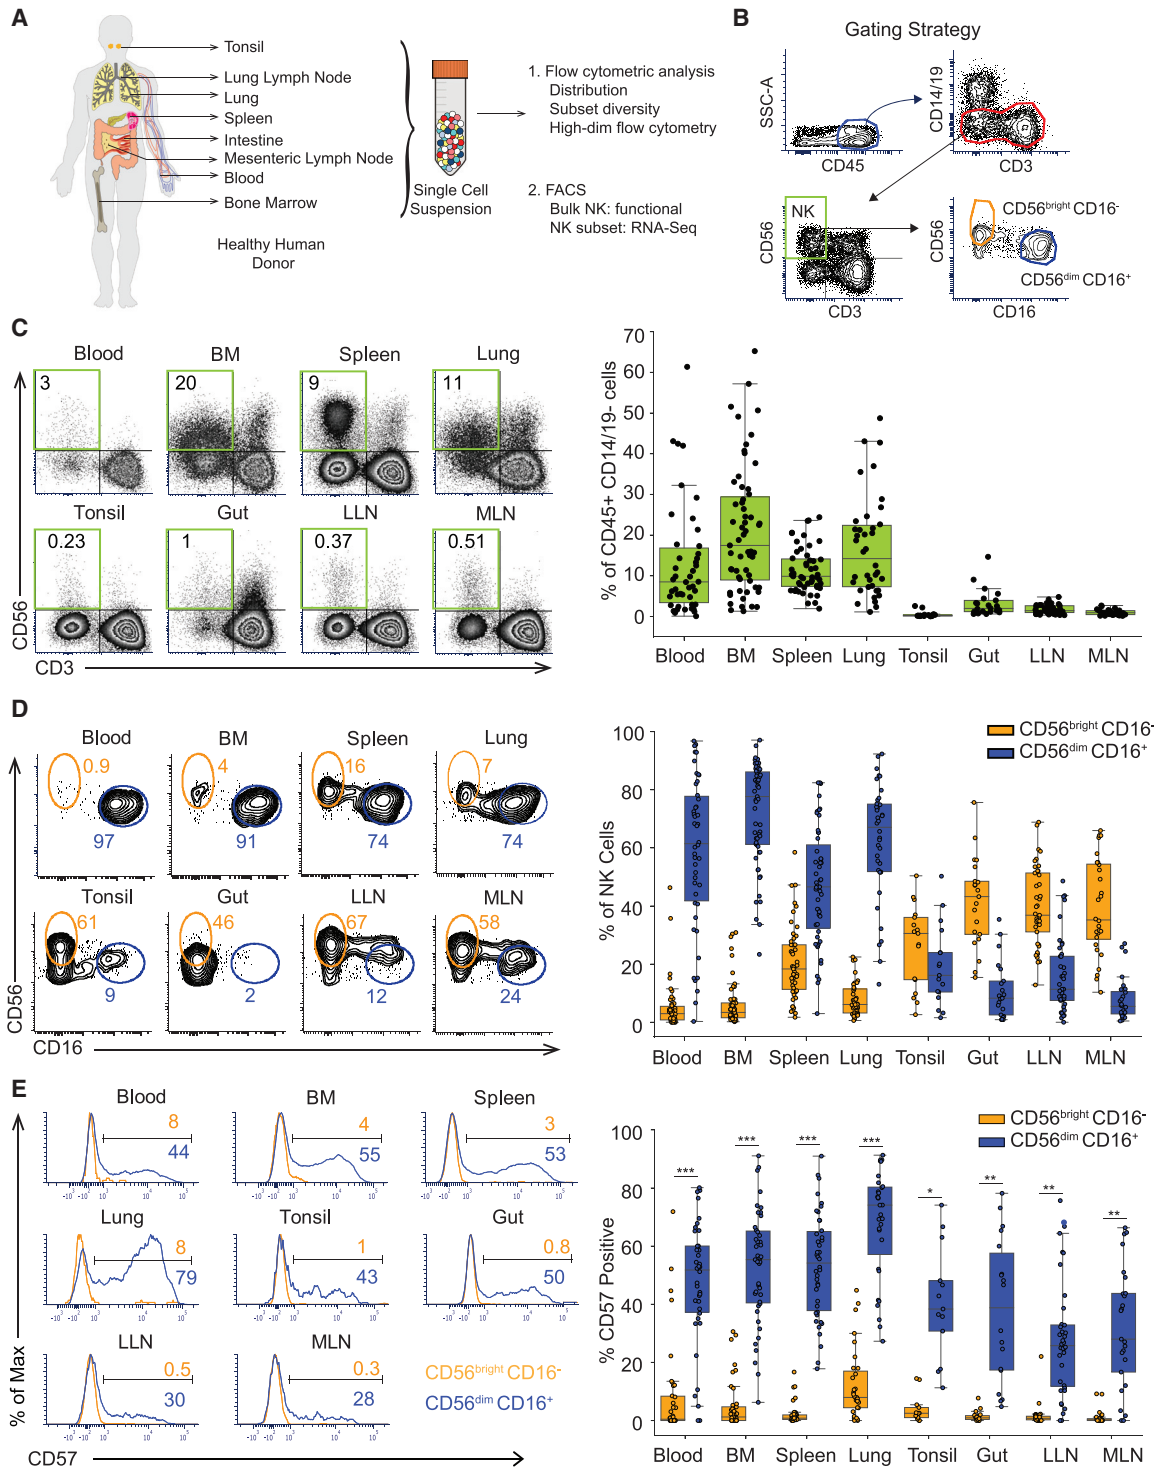 A
Tonsil
Lung Lymph Node
Lung
Spleen
Intestine
Mesenteric Lymph Node
Blood
Bone Marrow
Healthy Human
Donor
Single Cell
Suspension
1. Flow cytometric analysis
Distribution
Subset diversity
High-dim flow cytometry
2. FACS
Bulk NK: functional
NK subset: RNA-Seq
B
Gating Strategy
SSC-A
CD45
CD14/19
CD3
NK
CD56
CD3
CD56
CD16
CD56bright CD16-
CD56dim CD16+
C
Blood BM Spleen Lung
3 20 9 11
Tonsil Gut LLN MLN
0.23 1 0.37 0.51
CD56
CD3
% of CD45+ CD14/19- cells
70
60
50
40
30
20
10
0
Blood BM Spleen Lung Tonsil Gut LLN MLN
D
Blood BM Spleen Lung
0.9 4 16 7
97 91 74 74
Tonsil Gut LLN MLN
61 46 67 58
9 2 12 24
CD56
CD16
CD56bright CD16-
CD56dim CD16+
% of NK Cells
100
80
60
40
20
0
Blood BM Spleen Lung Tonsil Gut LLN MLN
E
Blood BM Spleen
8 4 3
44 55 53
-10³ -10² 10³ 10⁴ 10⁵
Lung Tonsil Gut
8 1 0.8
79 43 50
LLN MLN
0.5 0.3
30 28
CD56bright CD16-
CD56dim CD16+
% of Max
CD57
CD56bright CD16-
CD56dim CD16+
% CD57 Positive
100
80
60
40
20
0
*** *** *** *** * ** ** **
Blood BM Spleen Lung Tonsil Gut LLN MLN